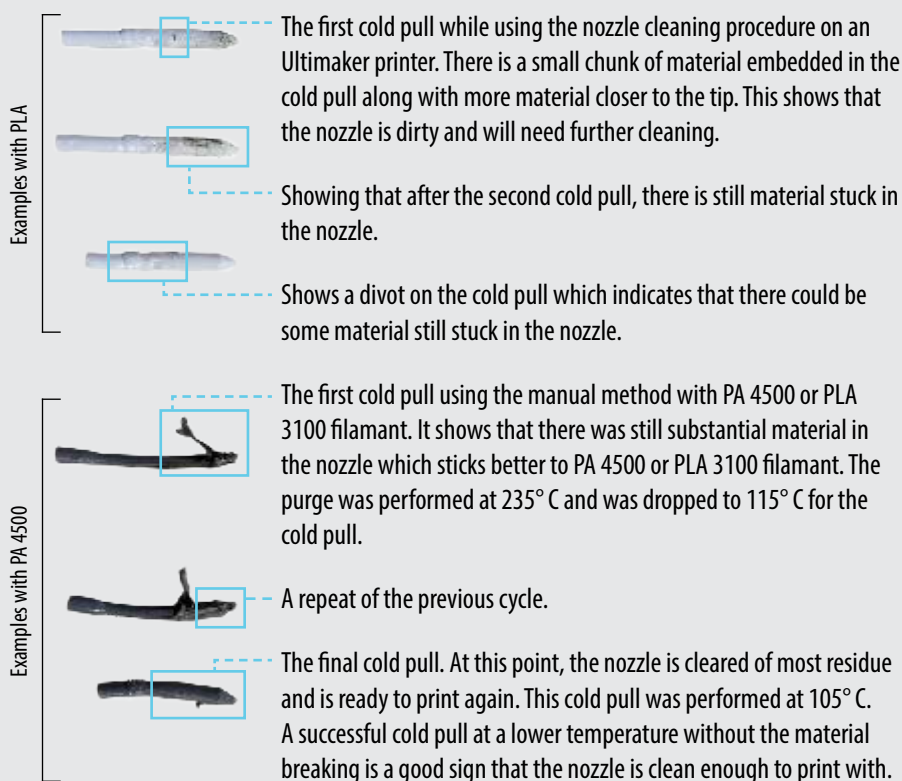 Examples with PLA
The first cold pull while using the nozzle cleaning procedure on an
Ultimaker printer. There is a small chunk of material embedded in the
cold pull along with more material closer to the tip. This shows that
the nozzle is dirty and will need further cleaning.
Showing that after the second cold pull, there is still material stuck in
the nozzle.
Shows a divot on the cold pull which indicates that there could be
some material still stuck in the nozzle.
Examples with PA 4500
The first cold pull using the manual method with PA 4500 or PLA
3100 filamant. It shows that there was still substantial material in
the nozzle which sticks better to PA 4500 or PLA 3100 filamant. The
purge was performed at 235° C and was dropped to 115° C for the
cold pull.
A repeat of the previous cycle.
The final cold pull. At this point, the nozzle is cleared of most residue
and is ready to print again. This cold pull was performed at 105° C.
A successful cold pull at a lower temperature without the material
breaking is a good sign that the nozzle is clean enough to print with.